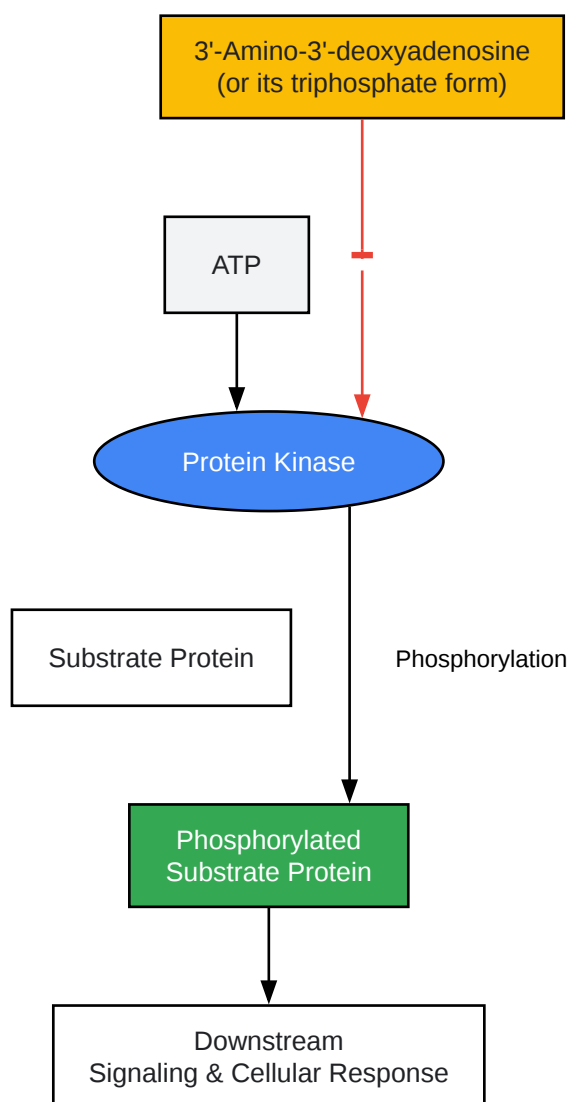 3'-Amino-3'-deoxyadenosine
(or its triphosphate form)
ATP
Protein Kinase
Substrate Protein
Phosphorylation
Phosphorylated
Substrate Protein
Downstream
Signaling & Cellular Response